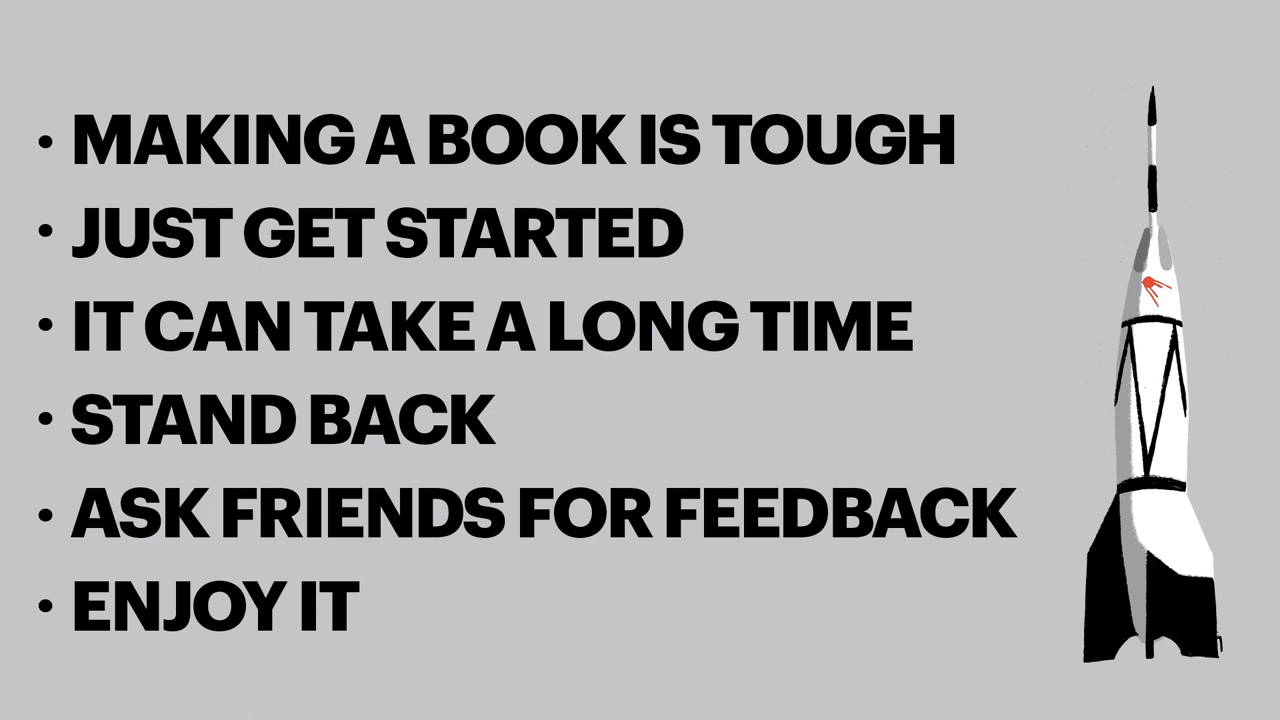 · MAKING A BOOK IS TOUGH
· JUST GET STARTED
· IT CAN TAKE A LONG TIME
· STAND BACK
· ASK FRIENDS FOR FEEDBACK
· ENJOY IT